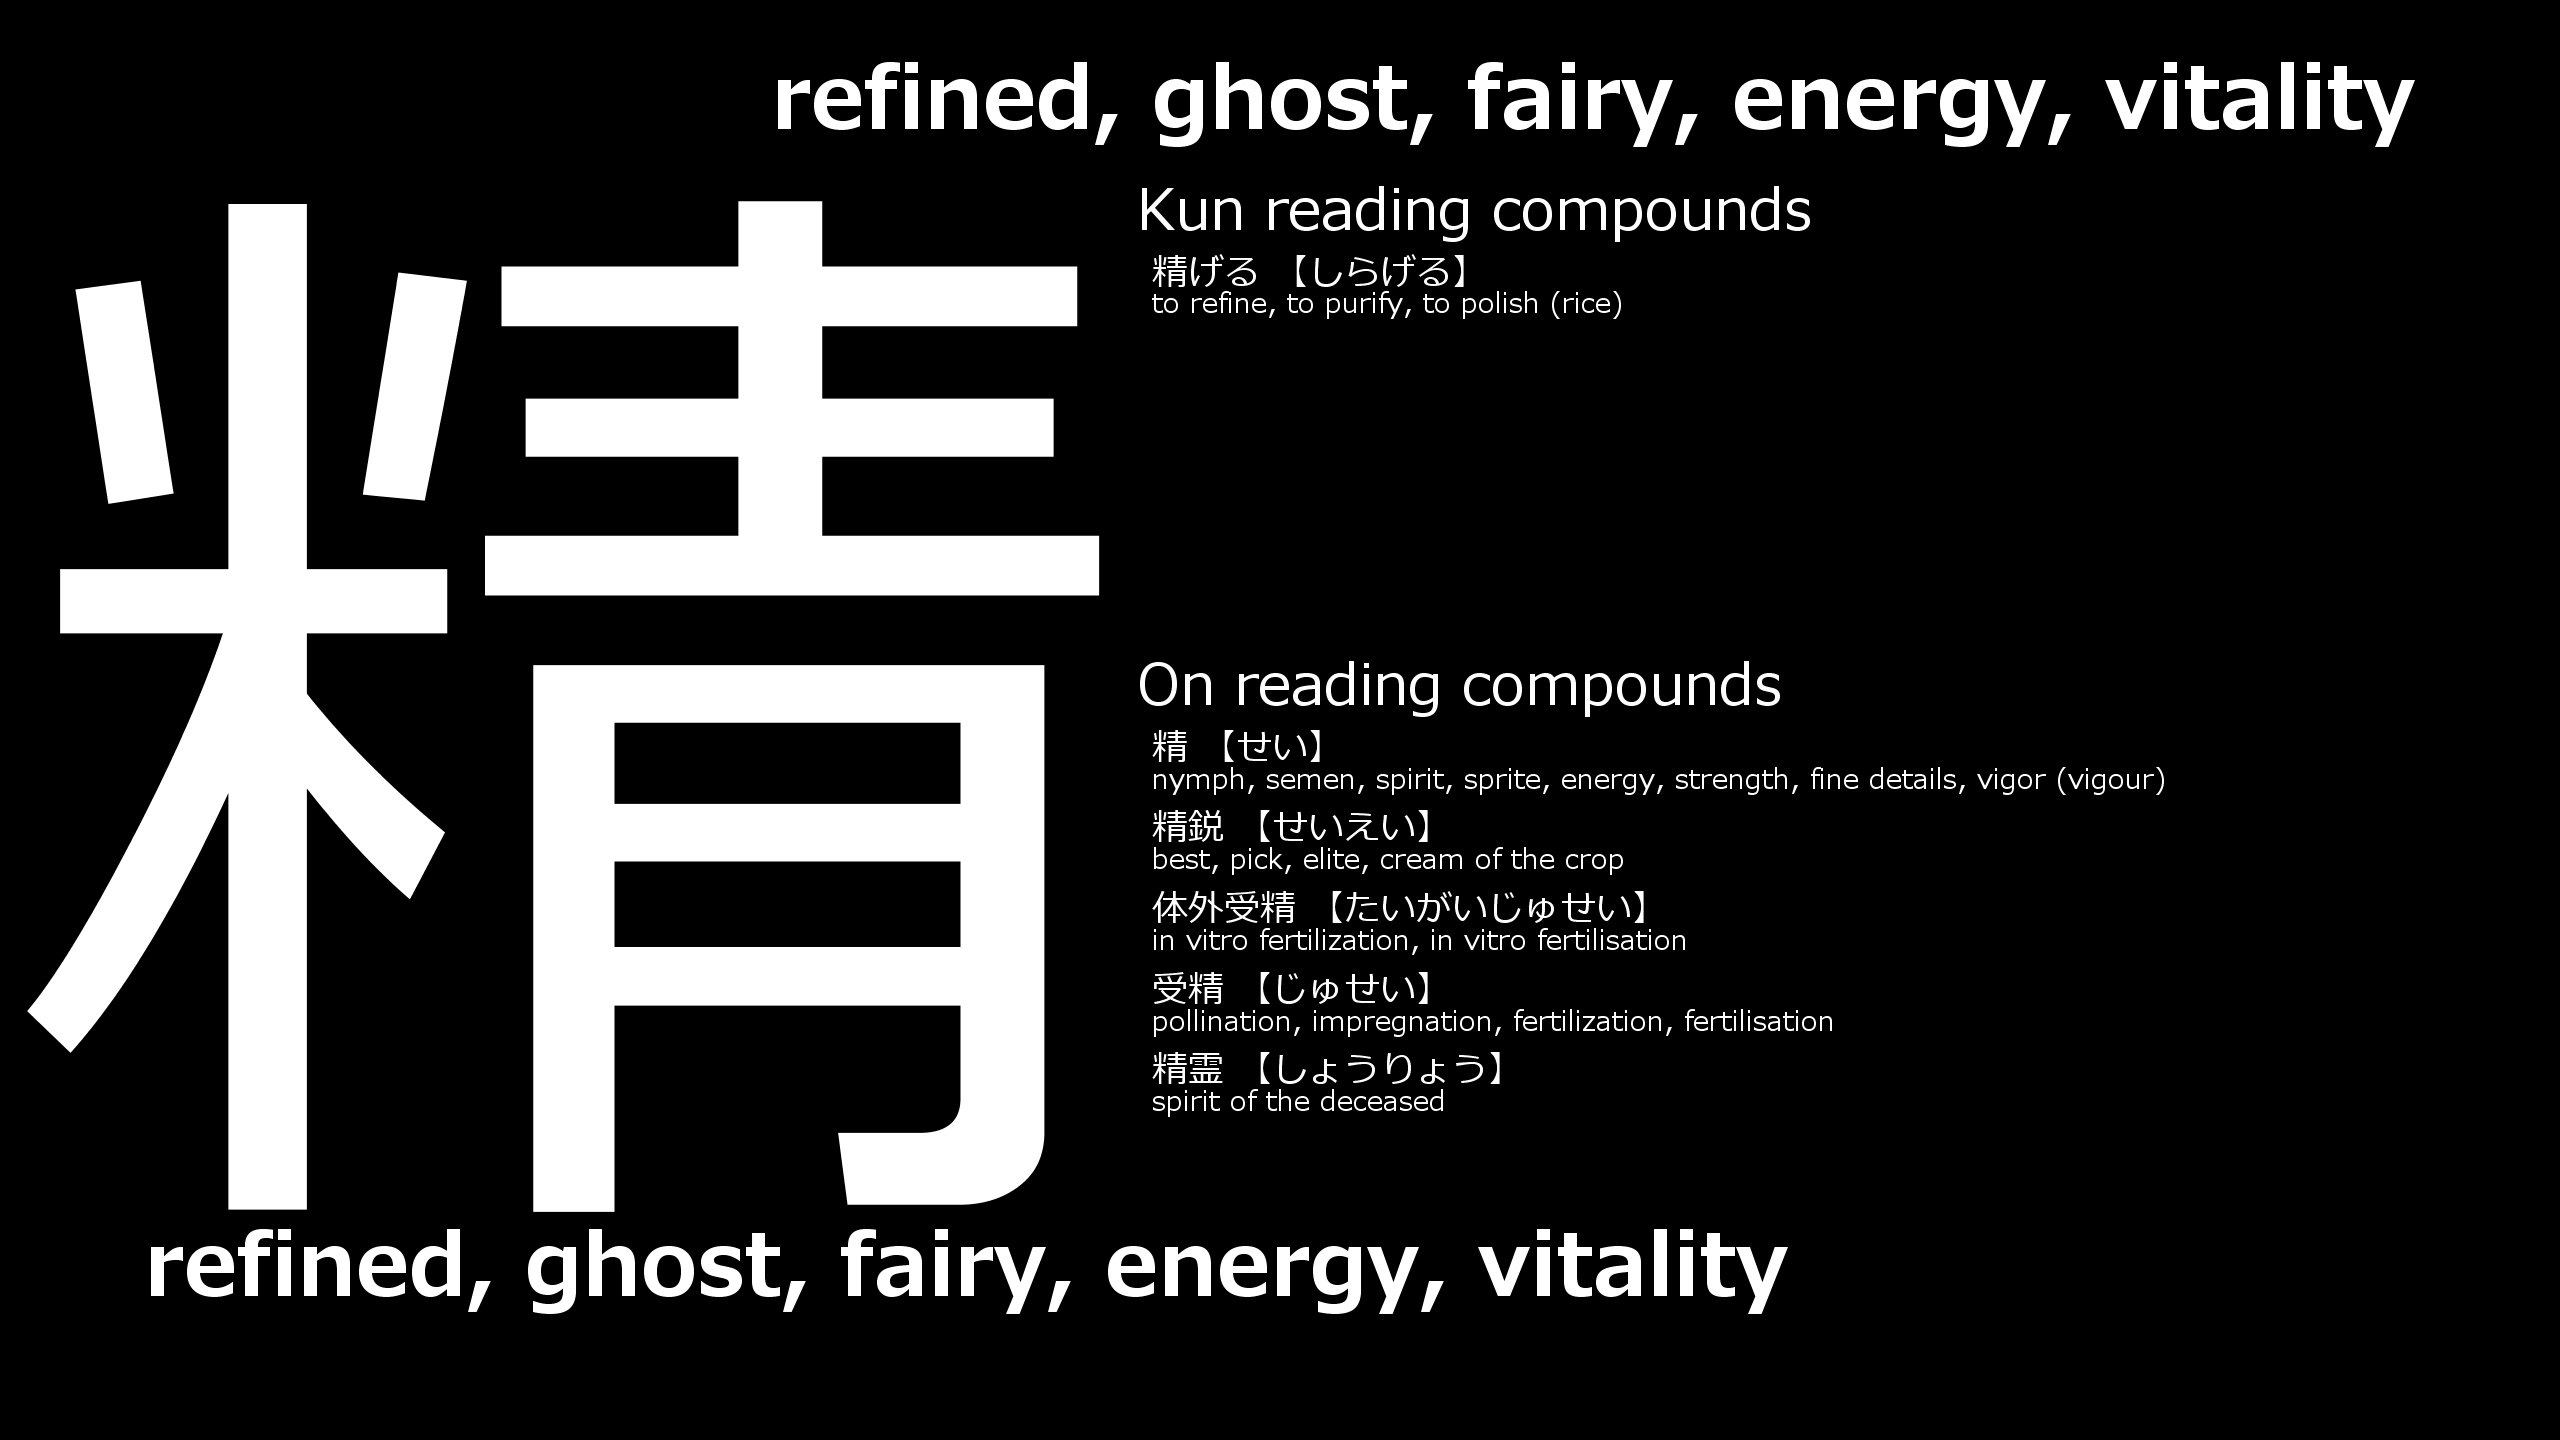 refined, ghost, fairy, energy, vitality
精
Kun reading compounds
精げる 【しらげる】
to refine, to purify, to polish (rice)
On reading compounds
精 【せい】
nymph, semen, spirit, sprite, energy, strength, fine details, vigor (vigour)
精鋭 【せいえい】
best, pick, elite, cream of the crop
体外受精 【たいがいじゅせい】
in vitro fertilization, in vitro fertilisation
受精 【じゅせい】
pollination, impregnation, fertilization, fertilisation
精霊 【しょうりょう】
spirit of the deceased
refined, ghost, fairy, energy, vitality